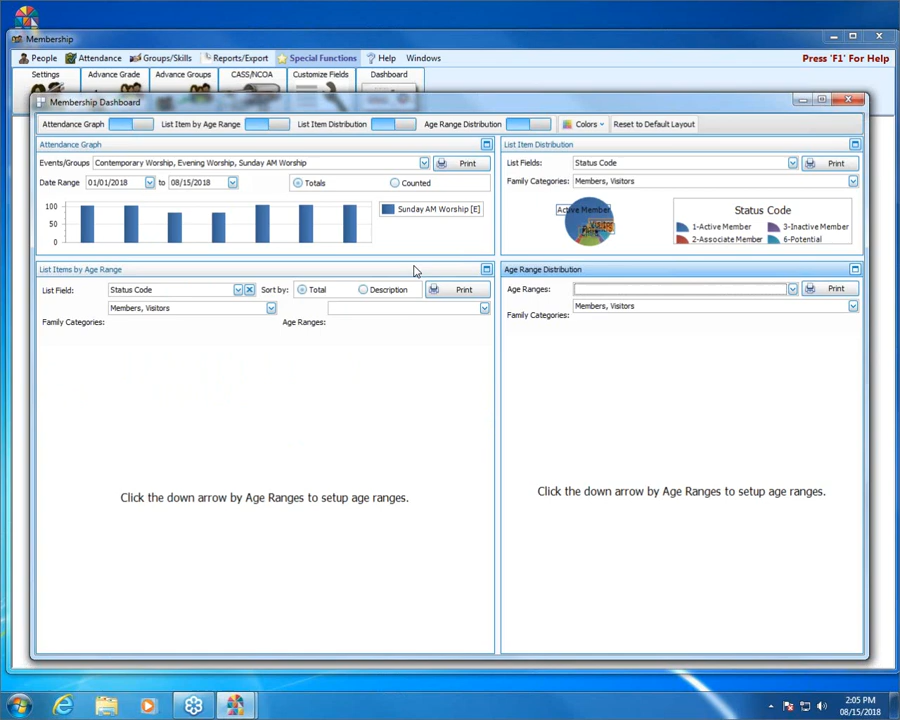 Membership
People Attendance Groups/Skills Reports/Export Special Functions Help Windows Press 'F1' For Help
Settings Advance Grade Advance Groups CASS/NCOA Customize Fields Dashboard
Membership Dashboard
Attendance Graph List Item by Age Range List Item Distribution Age Range Distribution Colors Reset to Default Layout
Attendance Graph
Events/Groups Contemporary Worship, Evening Worship, Sunday AM Worship Print
Date Range 01/01/2018 to 08/15/2018 Totals Counted
100
50
0
Sunday AM Worship [E]
List Item Distribution
List Fields: Status Code Print
Family Categories: Members, Visitors
Active Member
Status Code
1-Active Member 3-Inactive Member
2-Associate Member 6-Potential
List Items by Age Range
List Field: Status Code Sort by: Total Description Print
Members, Visitors
Family Categories: Age Ranges:
Click the down arrow by Age Ranges to setup age ranges.
Age Range Distribution
Age Ranges: Print
Members, Visitors
Family Categories:
Click the down arrow by Age Ranges to setup age ranges.
2:05 PM
08/15/2018